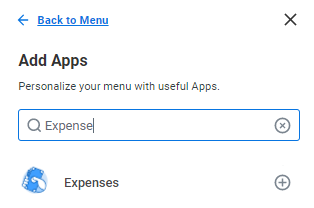 Back to Menu
Add Apps
Personalize your menu with useful Apps.
Expense
Expenses